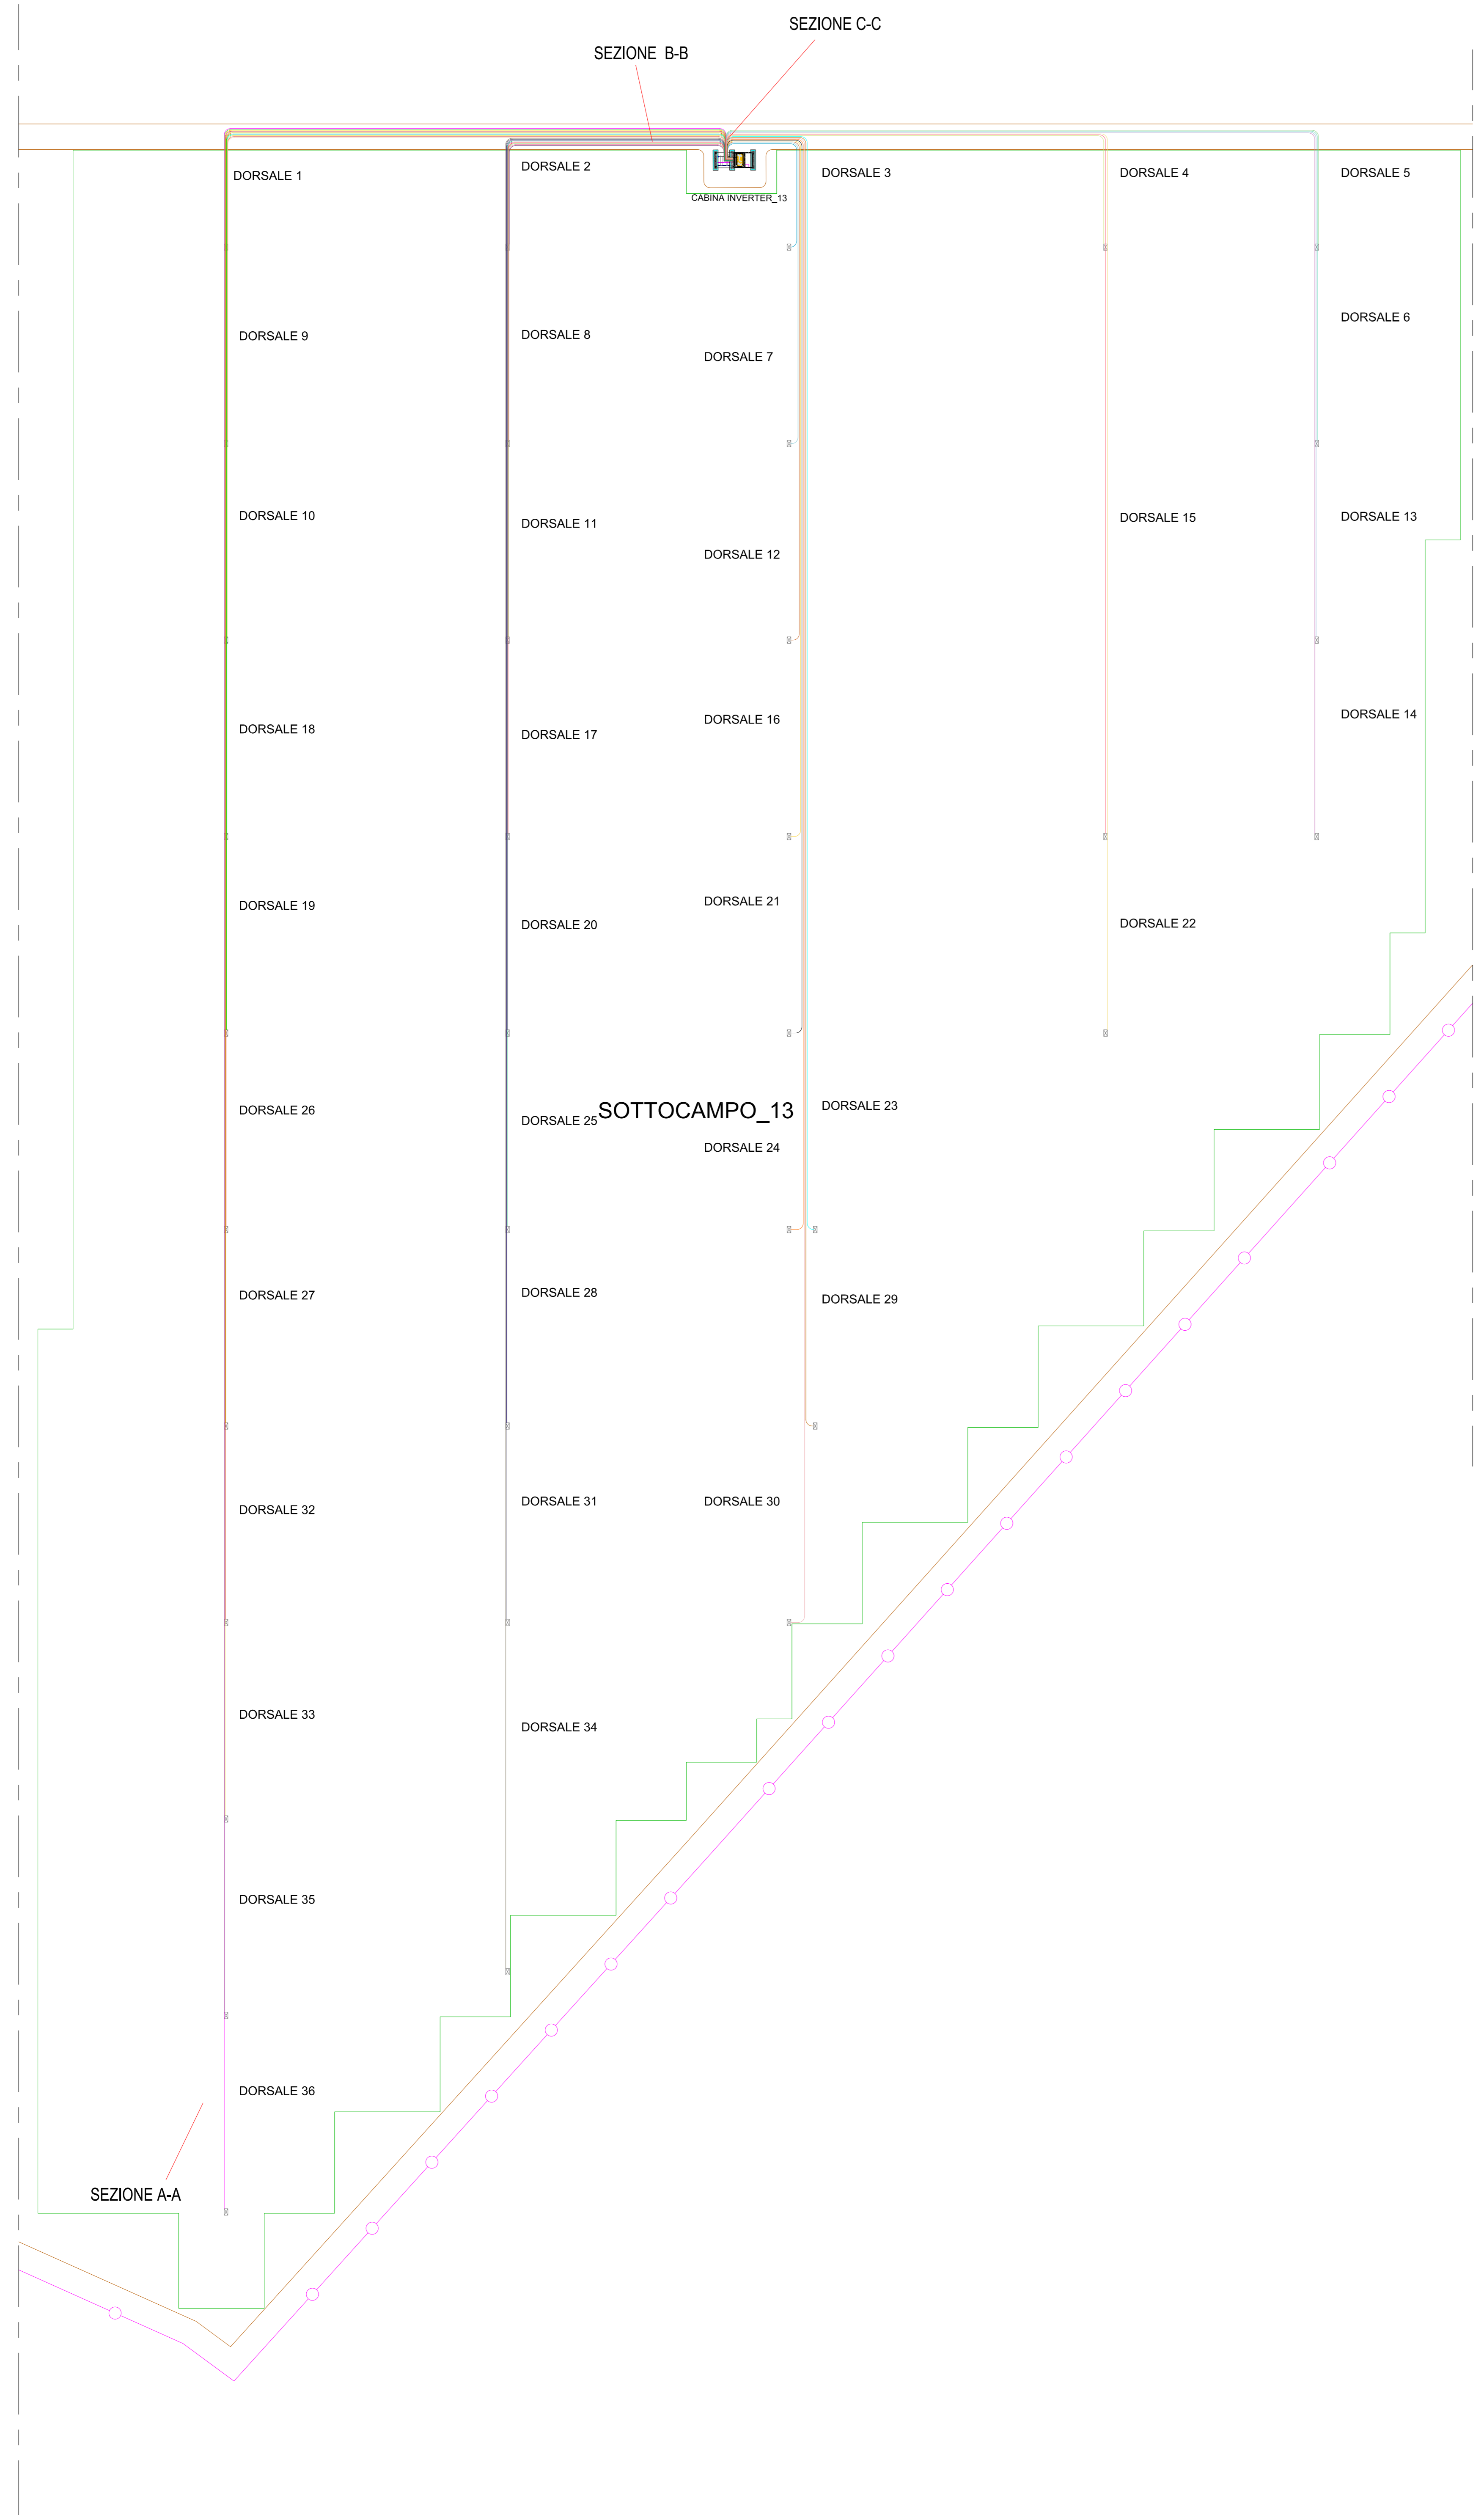 SEZIONE C-C
SEZIONE B-B
DORSALE 1
DORSALE 2
DORSALE 3
DORSALE 4
DORSALE 5
CABINA INVERTER_13
DORSALE 6
DORSALE 9
DORSALE 8
DORSALE 7
DORSALE 10
DORSALE 11
DORSALE 15
DORSALE 13
DORSALE 12
DORSALE 14
DORSALE 16
DORSALE 18
DORSALE 17
DORSALE 21
DORSALE 19
DORSALE 20
DORSALE 22
DORSALE 23
DORSALE 26
SOTTOCAMPO_13
DORSALE 25
DORSALE 24
DORSALE 28
DORSALE 27
DORSALE 29
DORSALE 31
DORSALE 30
DORSALE 32
DORSALE 33
DORSALE 34
DORSALE 35
DORSALE 36
SEZIONE A-A